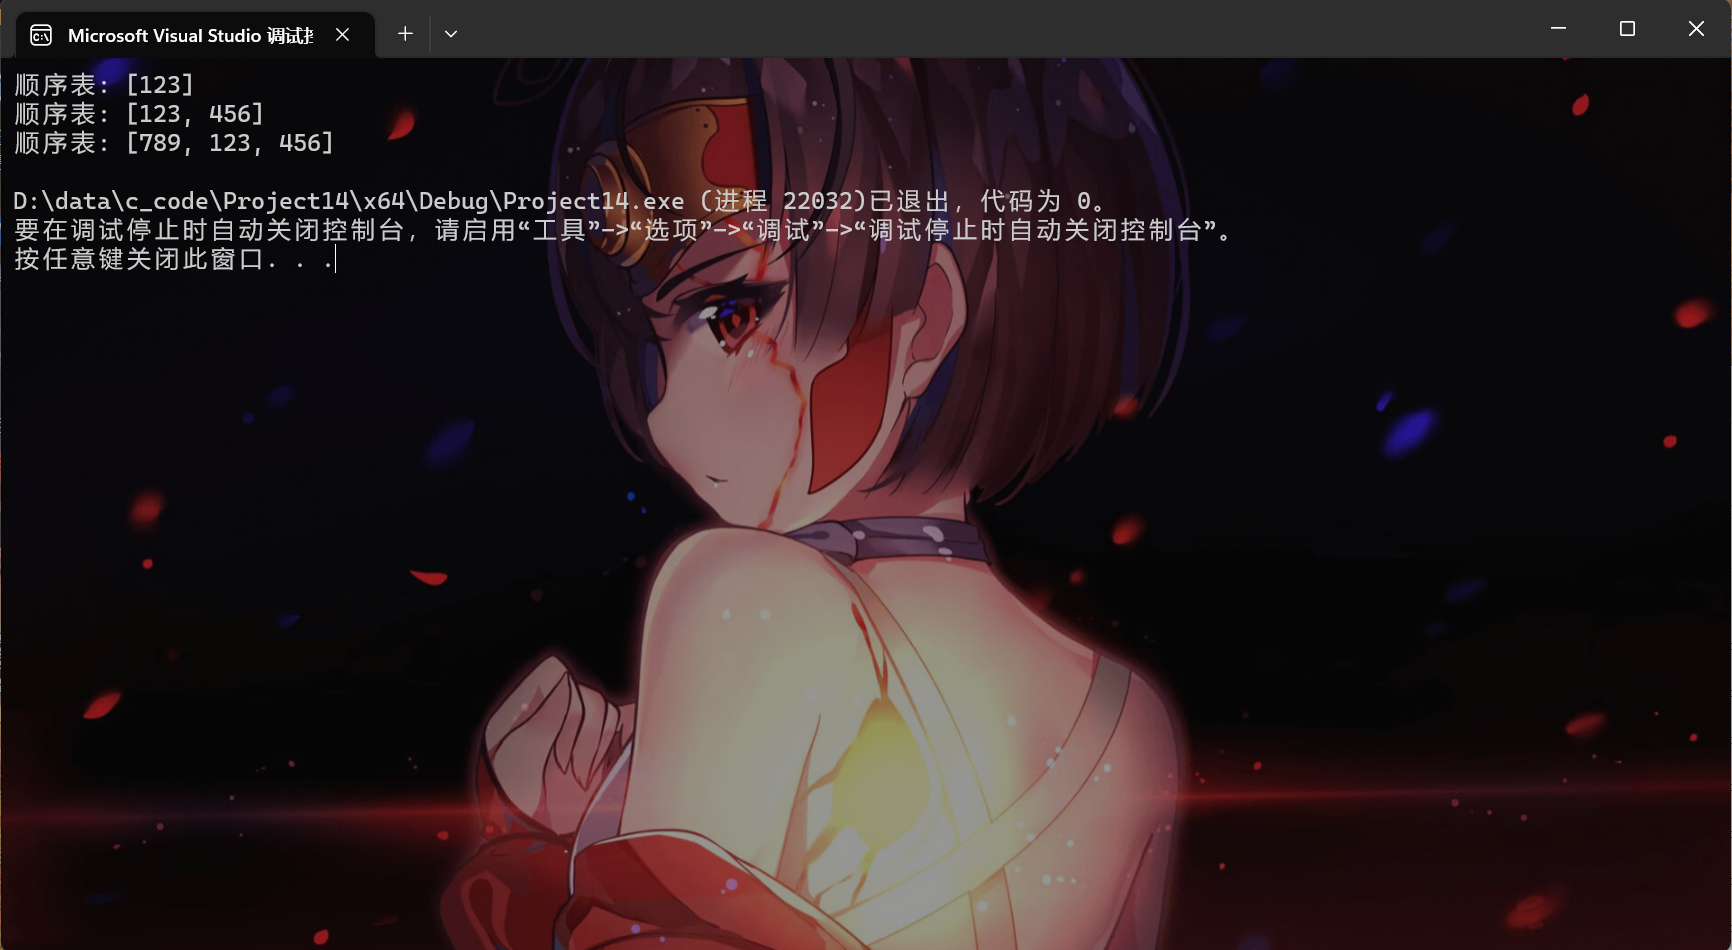 Microsoft Visual Studio 调试
顺序表: [123]
顺序表: [123, 456]
顺序表: [789, 123, 456]
D:\data\c_code\Project14\x64\Debug\Project14.exe (进程 22032)已退出，代码为 0。
要在调试停止时自动关闭控制台，请启用“工具”->“选项”->“调试”->“调试停止时自动关闭控制台”。
按任意键关闭此窗口. . .